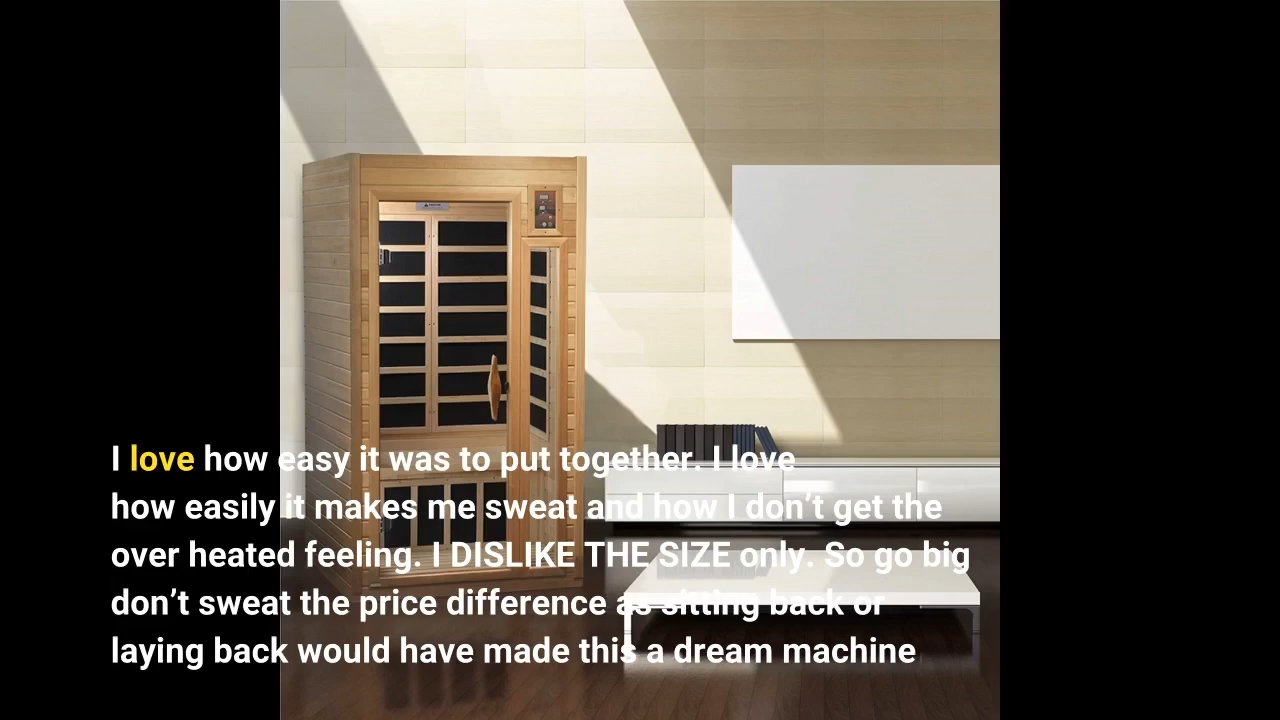 I love how easy it was to put together. I love
how easily it makes me sweat and how I don’t get the
over heated feeling. I DISLIKE THE SIZE only. So go big
don’t sweat the price difference as sitting back or
laying back would have made this a dream machine